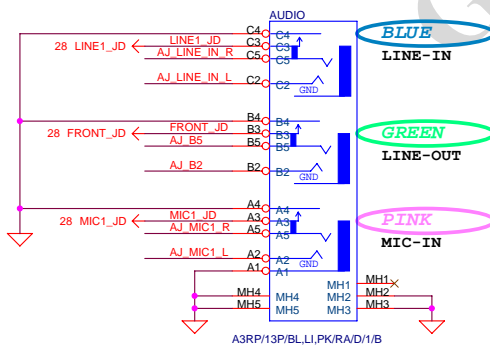 AUDIO
C4 C4 BLUE
28 LINE1_JD LINE1_JD C3 C3
AJ_LINE_IN_R C5 C5 LINE-IN
AJ_LINE_IN_L C2 C2
GND
B4 B4 GREEN
28 FRONT_JD FRONT_JD B3 B3
AJ_B5 B5 B5 LINE-OUT
AJ_B2 B2 B2
GND
A4 A4 PINK
28 MIC1_JD MIC1_JD A3 A3
AJ_MIC1_R A5 A5 MIC-IN
AJ_MIC1_L A2 A2
GND
A1 A1
MH1 MH1
MH4 MH4 MH2 MH2
MH5 MH5 MH3 MH3
A3RP/13P/BL,LI,PK/RA/D/1/B